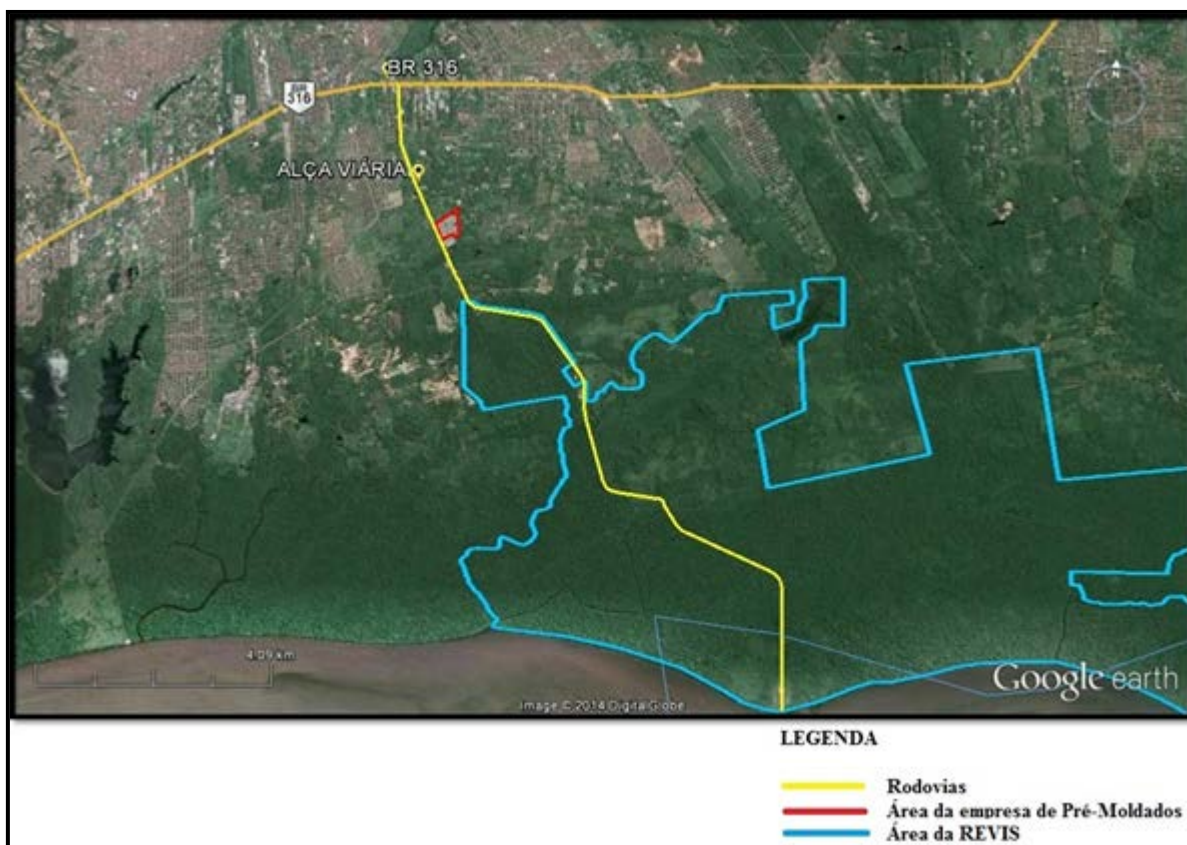 BR 316
BR
316
ALÇA VIÁRIA
N
4.09 km
Google earth
Image © 2014 DigitalGlobe
LEGENDA
Rodovias
Área da empresa de Pré-Moldados
Área da REVIS